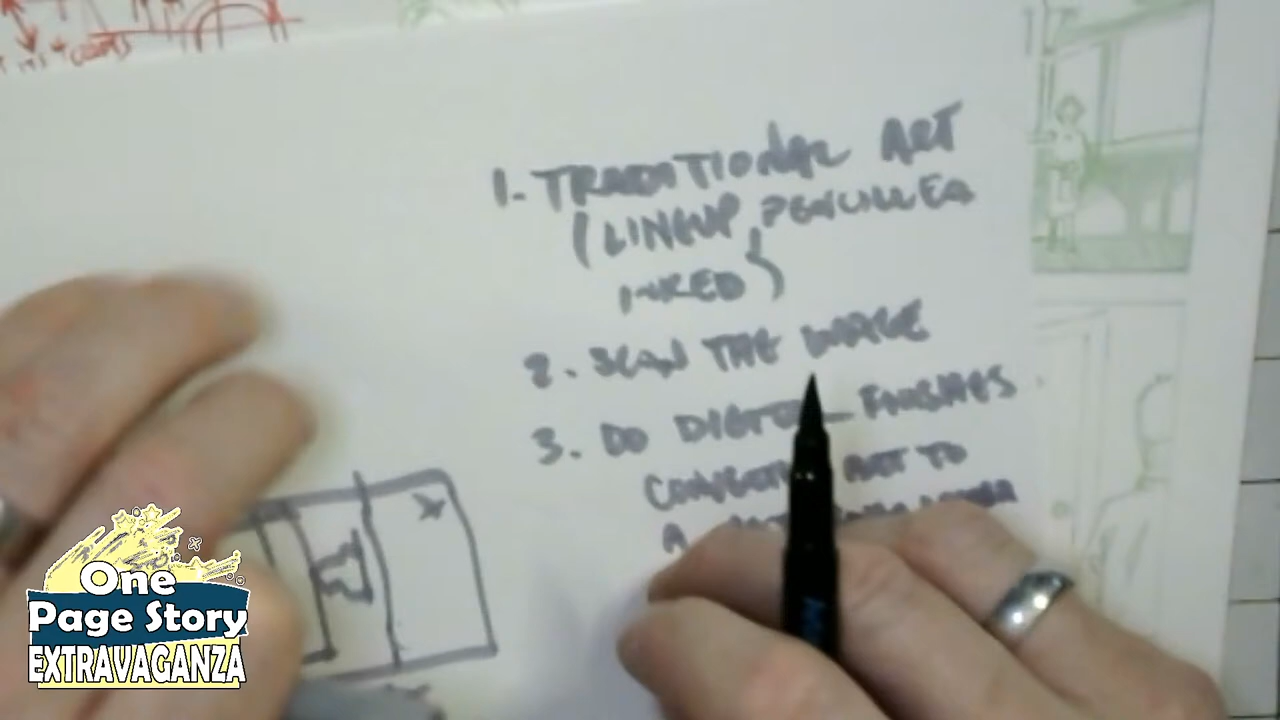 1. TRADITIONAL ART
(LINEUP, PENCILLED
INKED)
2. SCAN THE IMAGE
3. DO DIGITAL FINISHES
ART TO
A
One
Page Story
EXTRAVAGANZA